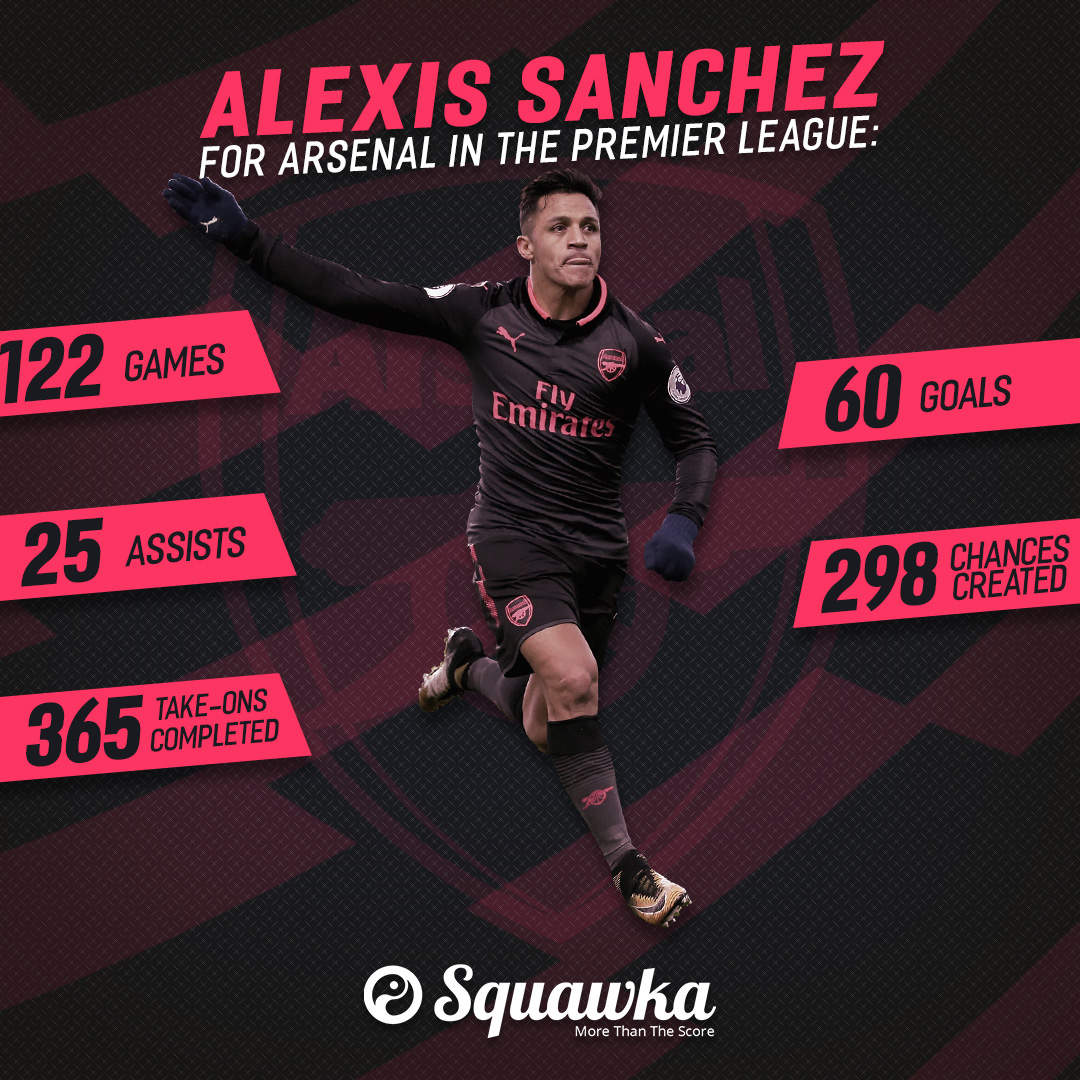 ALEXIS SANCHEZ
FOR ARSENAL IN THE PREMIER LEAGUE:
122 GAMES
60 GOALS
Fly
Emirates
25 ASSISTS
298 CHANCES
CREATED
365 TAKE-ONS
COMPLETED
Squawka
More Than The Score